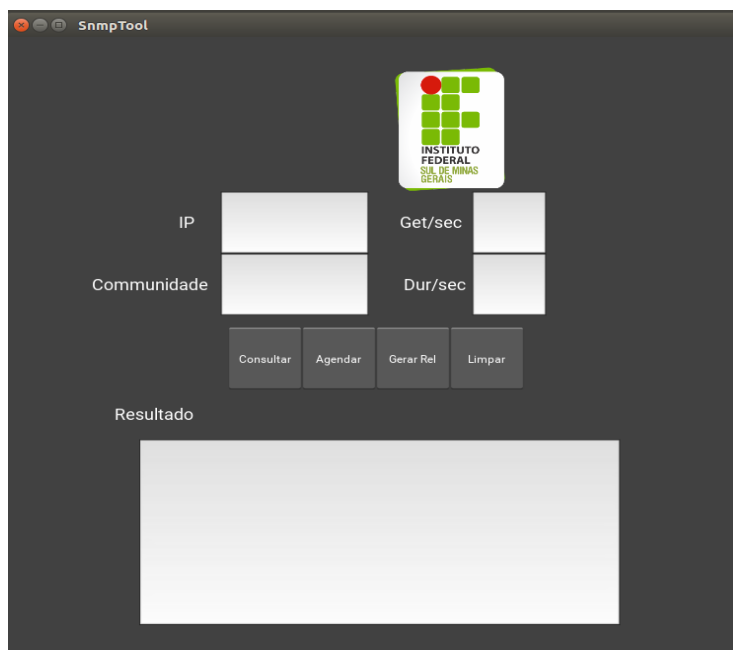 SnmpTool
INSTITUTO
FEDERAL
SUL DE MINAS
GERAIS
IP
Get/sec
Communidade
Dur/sec
Consultar
Agendar
Gerar Rel
Limpar
Resultado